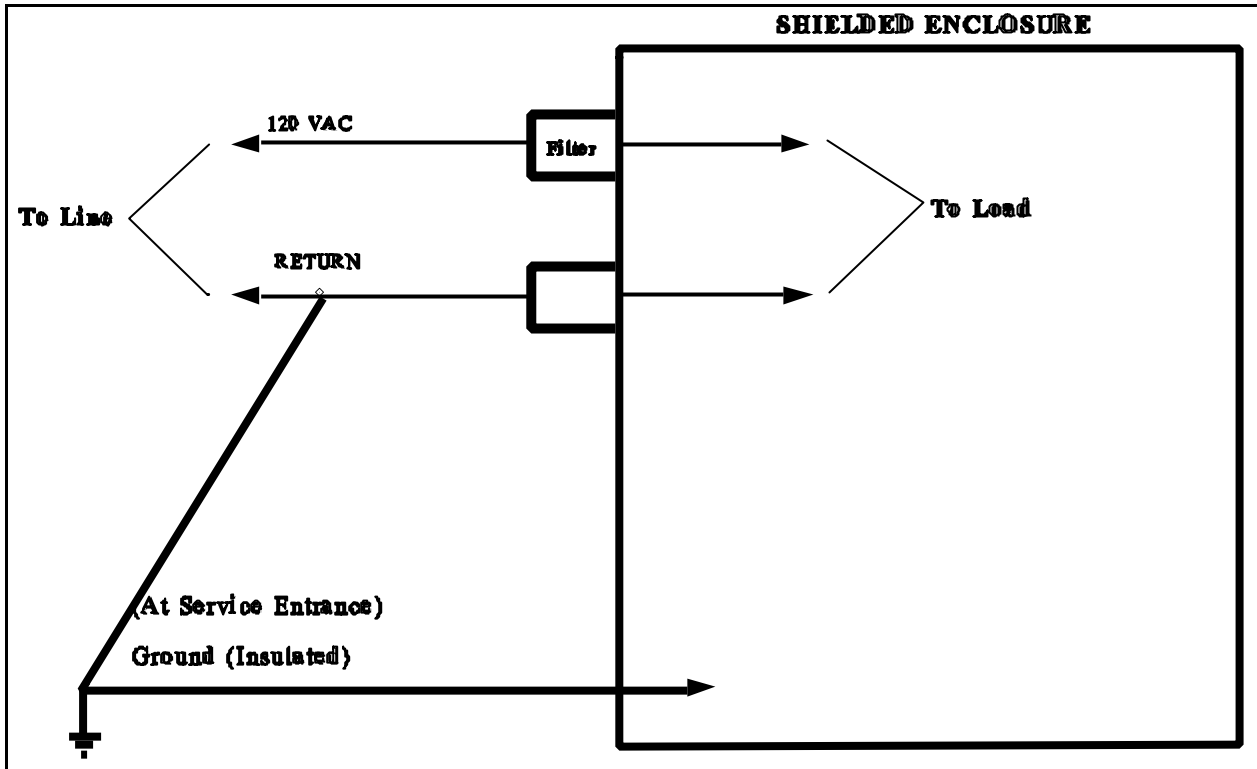 SHIELDED ENCLOSURE
120 VAC
Filter
To Line
To Load
RETURN
(At Service Entrance)
Ground (Insulated)